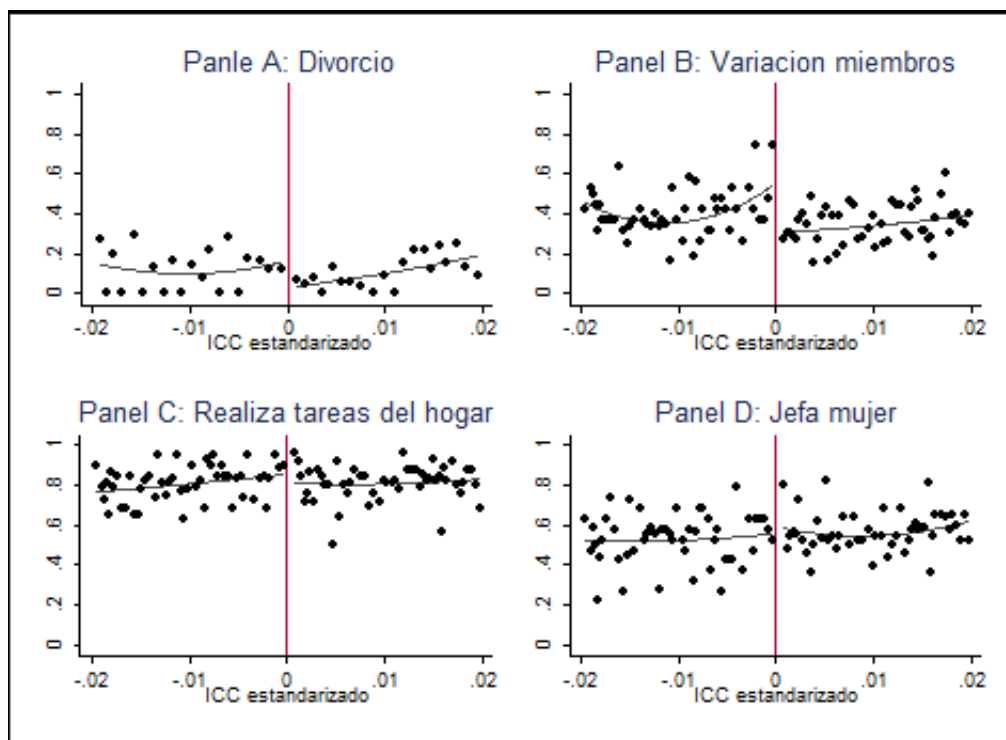 Panle A: Divorcio
1
.8
.6
.4
.2
0
-.02 -.01 0 .01 .02
ICC estandarizado
Panel B: Variacion miembros
1
.8
.6
.4
.2
0
-.02 -.01 0 .01 .02
ICC estandarizado
Panel C: Realiza tareas del hogar
1
.8
.6
.4
.2
0
-.02 -.01 0 .01 .02
ICC estandarizado
Panel D: Jefa mujer
1
.8
.6
.4
.2
0
-.02 -.01 0 .01 .02
ICC estandarizado